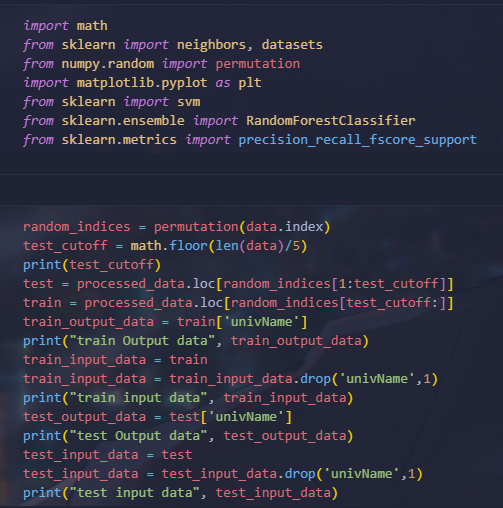 import math
from sklearn import neighbors, datasets
from numpy.random import permutation
import matplotlib.pyplot as plt
from sklearn import svm
from sklearn.ensemble import RandomForestClassifier
from sklearn.metrics import precision_recall_fscore_support
random_indices = permutation(data.index)
test_cutoff = math.floor(len(data)/5)
print(test_cutoff)
test = processed_data.loc[random_indices[1:test_cutoff]]
train = processed_data.loc[random_indices[test_cutoff:]]
train_output_data = train['univName']
print("train Output data", train_output_data)
train_input_data = train
train_input_data = train_input_data.drop('univName',1)
print("train input data", train_input_data)
test_output_data = test['univName']
print("test Output data", test_output_data)
test_input_data = test
test_input_data = test_input_data.drop('univName',1)
print("test input data", test_input_data)